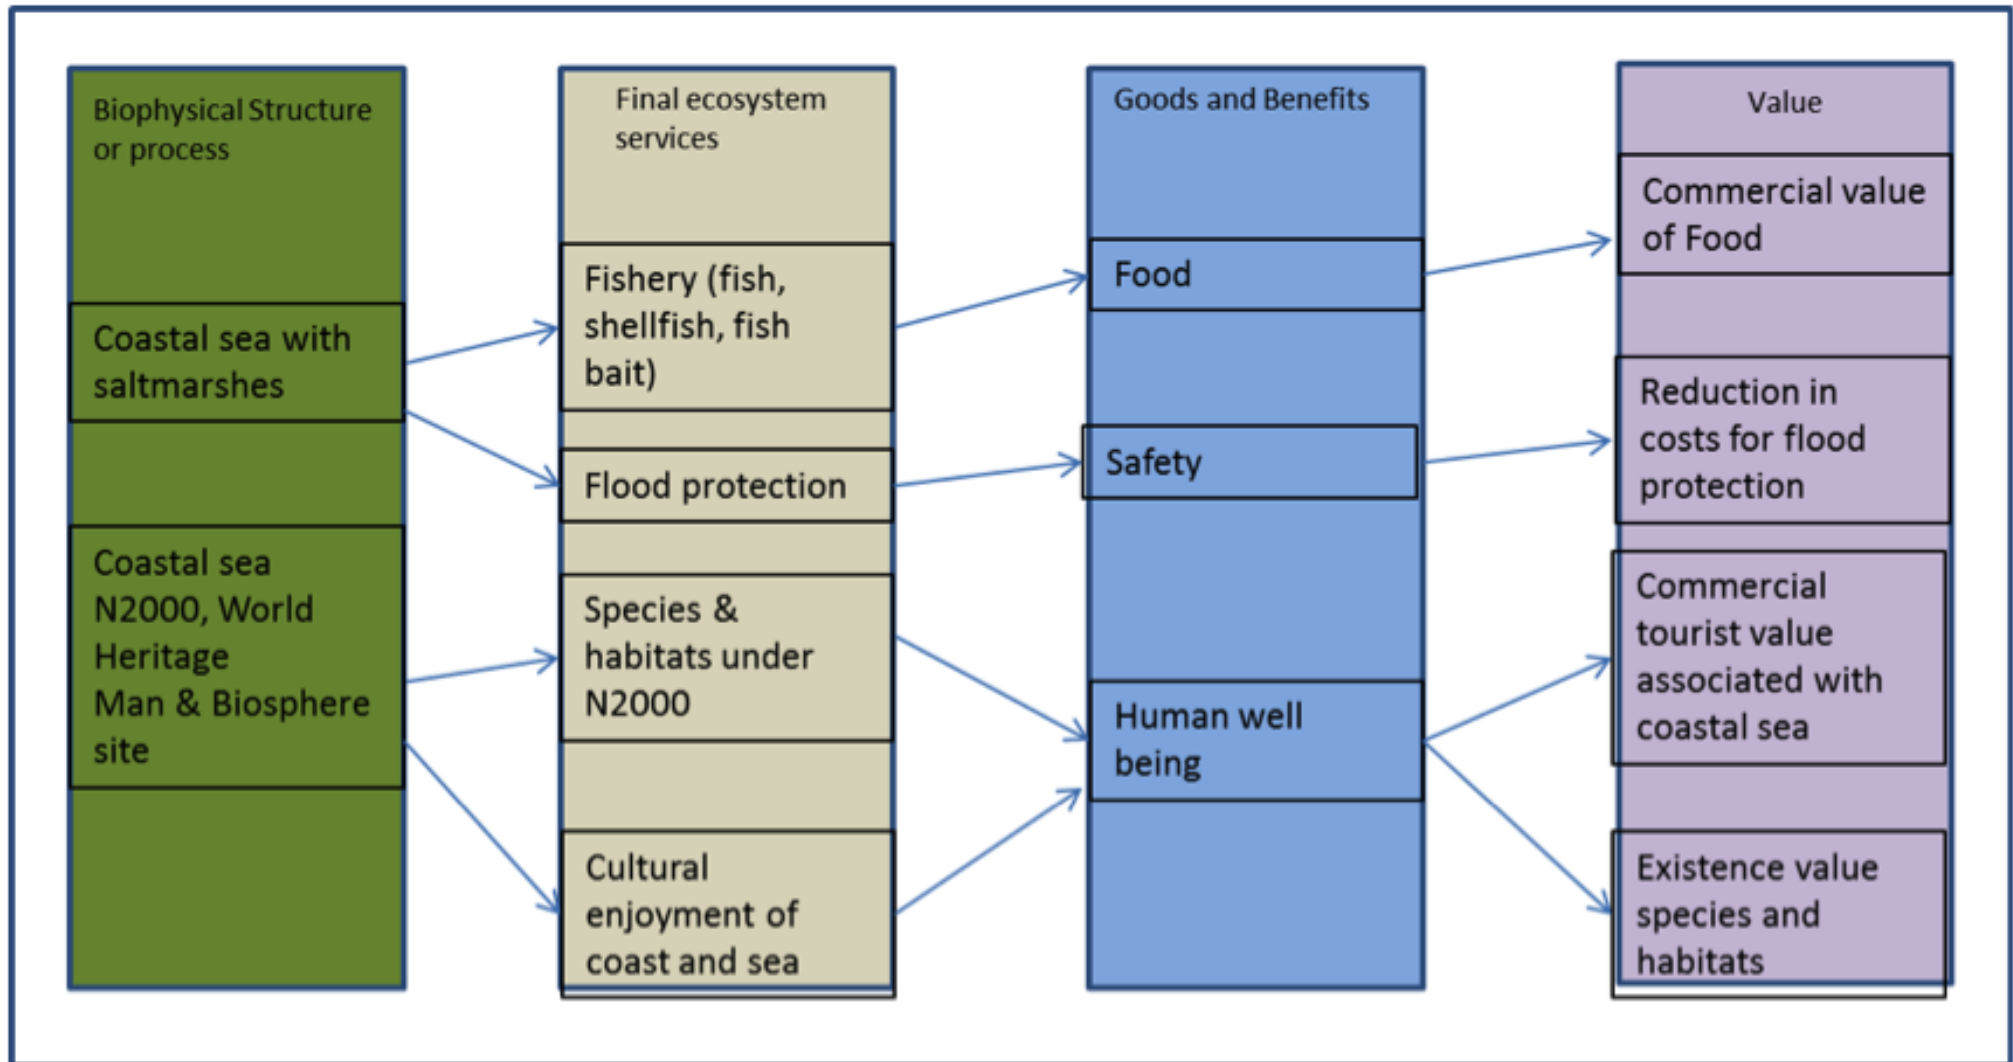 Biophysical Structure
or process
Coastal sea with
saltmarshes
Coastal sea
N2000, World
Heritage
Man & Biosphere
site
Final ecosystem
services
Fishery (fish,
shellfish, fish
bait)
Flood protection
Species &
habitats under
N2000
Cultural
enjoyment of
coast and sea
Goods and Benefits
Food
Safety
Human well
being
Value
Commercial value
of Food
Reduction in
costs for flood
protection
Commercial
tourist value
associated with
coastal sea
Existence value
species and
habitats